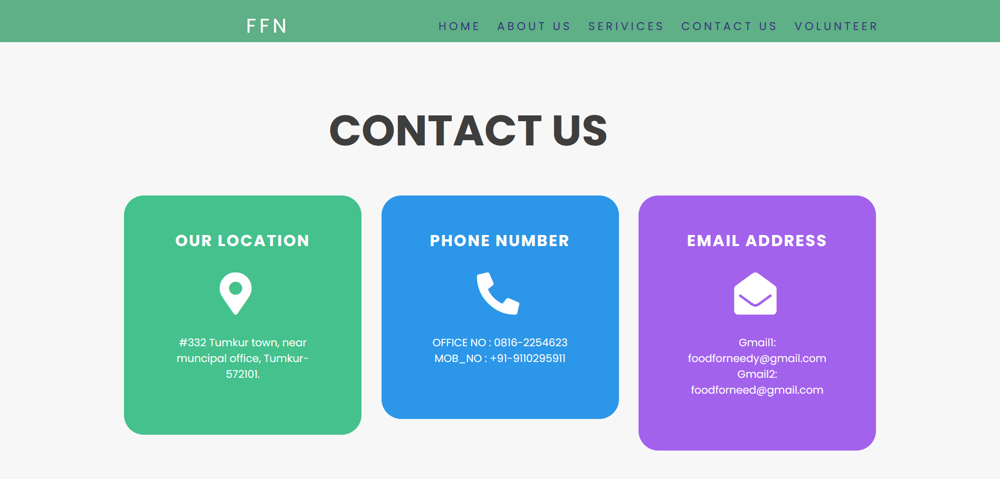 FFN
HOME ABOUT US SERIVICES CONTACT US VOLUNTEER
CONTACT US
OUR LOCATION
#332 Tumkur town, near
muncipal office, Tumkur-
572101.
PHONE NUMBER
OFFICE NO : 0816-2254623
MOB_NO : +91-9110295911
EMAIL ADDRESS
Gmail1:
foodforneedy@gmail.com
Gmail2:
foodforneed@gmail.com